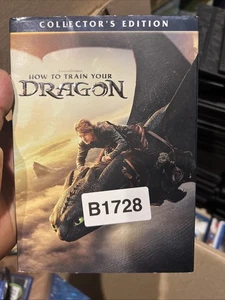 COLLECTOR'S EDITION
HOW TO TRAIN YOUR
DRAGON
B1728